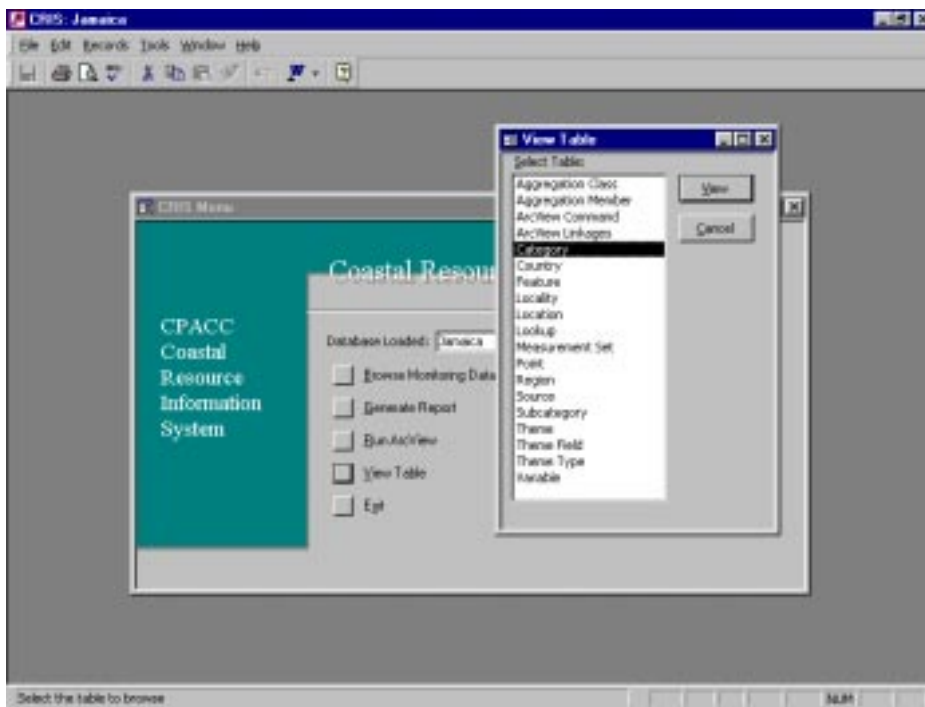 CRIS: Jamaica
File Edit Records Tools Window Help
View Table
Select Table:
Aggregation Class
Aggregation Member
ArcView Command
ArcView Linkages
Category
Country
Feature
Locality
Location
Lookup
Measurement Set
Point
Region
Source
Subcategory
Theme
Theme Field
Theme Type
Variable
View
Cancel
CRIS Menu
Coastal Resour
CPACC
Coastal
Resource
Information
System
Database Loaded: Jamaica
Browse Monitoring Data
Generate Report
Run ArcView
View Table
Exit
Select the table to browse
NUM